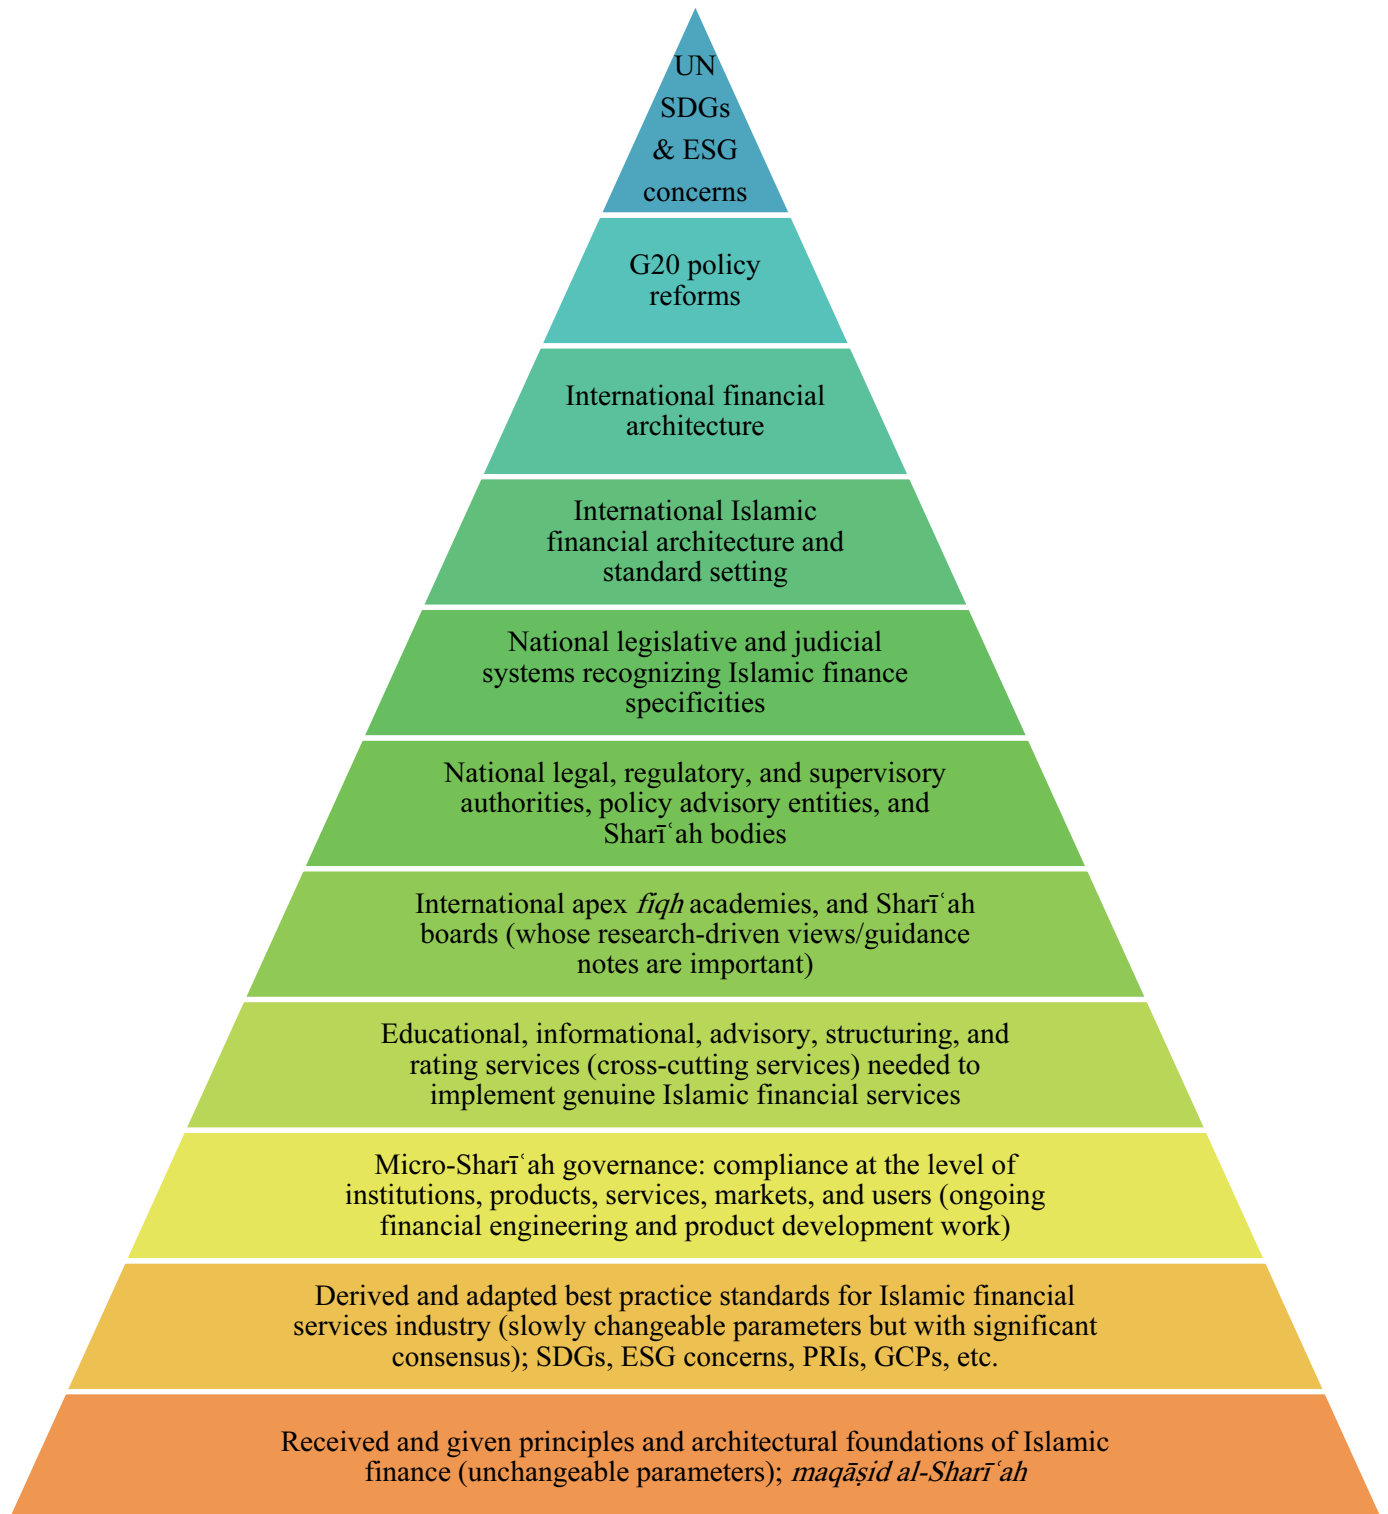 UN
SDGs
& ESG
concerns
G20 policy
reforms
International financial
architecture
International Islamic
financial architecture and
standard setting
National legislative and judicial
systems recognizing Islamic finance
specificities
National legal, regulatory, and supervisory
authorities, policy advisory entities, and
Sharīʿah bodies
International apex fiqh academies, and Sharīʿah
boards (whose research-driven views/guidance
notes are important)
Educational, informational, advisory, structuring, and
rating services (cross-cutting services) needed to
implement genuine Islamic financial services
Micro-Sharīʿah governance: compliance at the level of
institutions, products, services, markets, and users (ongoing
financial engineering and product development work)
Derived and adapted best practice standards for Islamic financial
services industry (slowly changeable parameters but with significant
consensus); SDGs, ESG concerns, PRIs, GCPs, etc.
Received and given principles and architectural foundations of Islamic
finance (unchangeable parameters); maqāṣid al-Sharīʿah